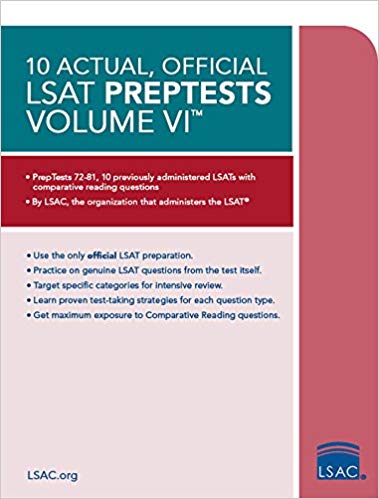 10 ACTUAL, OFFICIAL
LSAT PREPTESTS
VOLUME VI™
• PrepTests 72-81, 10 previously administered LSATs with
comparative reading questions
• By LSAC, the organization that administers the LSAT®
• Use the only official LSAT preparation.
• Practice on genuine LSAT questions from the test itself.
• Target specific categories for intensive review.
• Learn proven test-taking strategies for each question type.
• Get maximum exposure to Comparative Reading questions.
LSAC.org
LSAC®